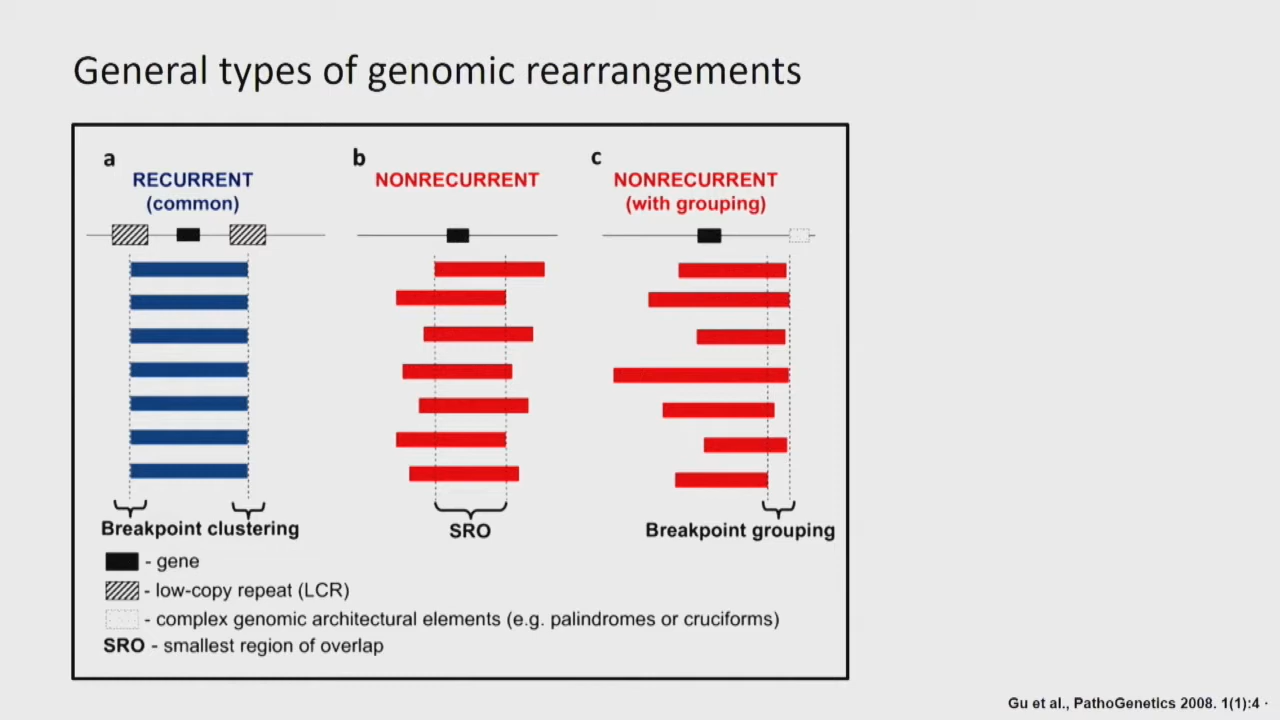 General types of genomic rearrangements
a
RECURRENT
(common)
b
NONRECURRENT
c
NONRECURRENT
(with grouping)
Breakpoint clustering
SRO
Breakpoint grouping
- gene
- low-copy repeat (LCR)
- complex genomic architectural elements (e.g. palindromes or cruciforms)
SRO - smallest region of overlap
Gu et al., PathoGenetics 2008. 1(1):4 ·